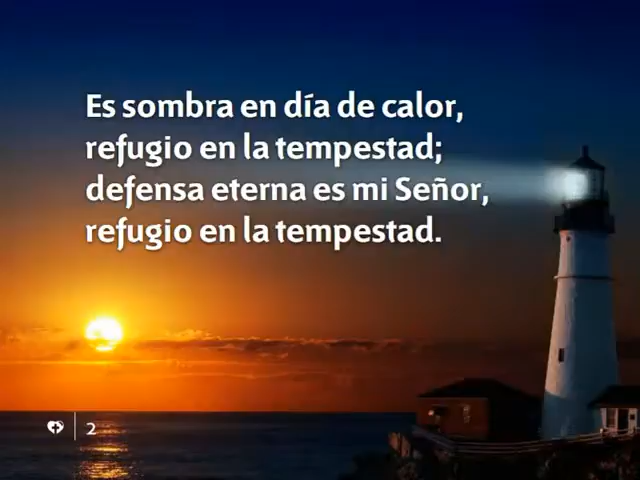 Es sombra en día de calor,
refugio en la tempestad;
defensa eterna es mi Señor,
refugio en la tempestad.
2